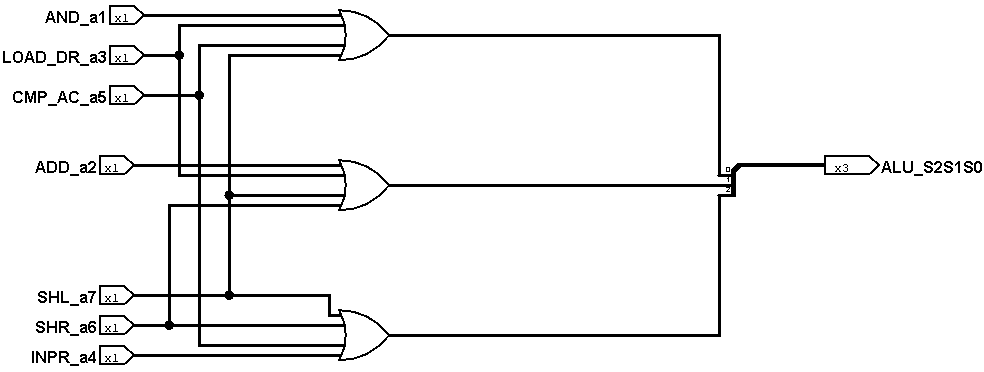 AND_a1 x1
LOAD_DR_a3 x1
CMP_AC_a5 x1
ADD_a2 x1
0
1
2
x3 ALU_S2S1S0
SHL_a7 x1
SHR_a6 x1
INPR_a4 x1